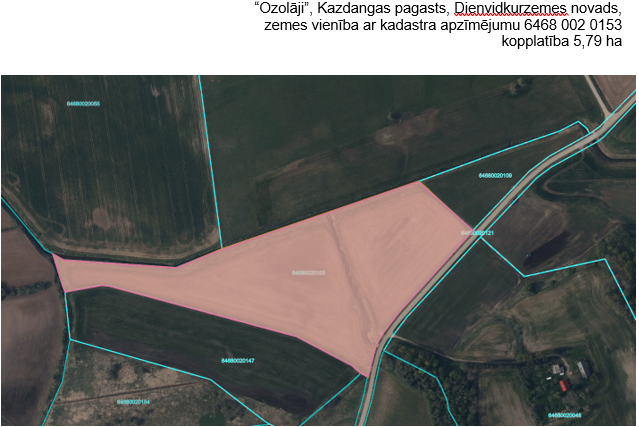 “Ozolāji”, Kazdangas pagasts, Dienvidkurzemes novads,
zemes vienība ar kadastra apzīmējumu 6468 002 0153
kopplatība 5,79 ha
64680020109
64680020121
64680020147